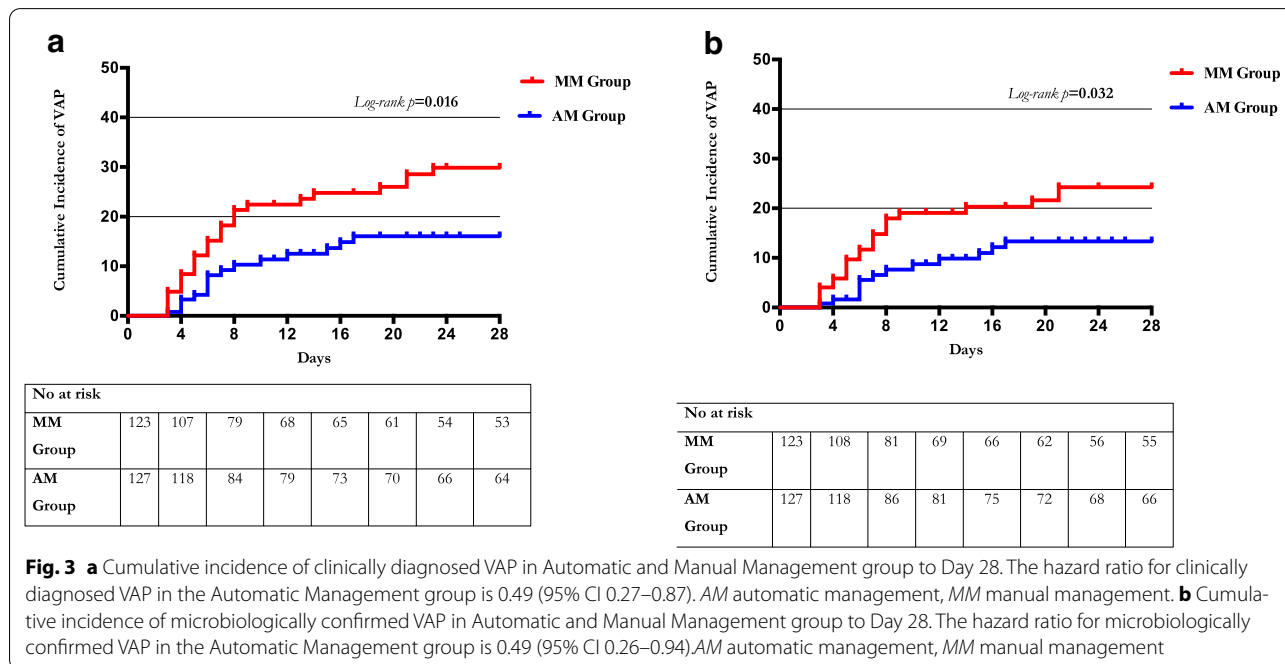 a
Cumulative Incidence of VAP
50
40
30
20
10
0
0 4 8 12 16 20 24 28
Days
Log-rank p=0.016
MM Group
AM Group
No at risk
MM Group 123 107 79 68 65 61 54 53
AM Group 127 118 84 79 73 70 66 64
b
Cumulative Incidence of VAP
50
40
30
20
10
0
0 4 8 12 16 20 24 28
Days
Log-rank p=0.032
MM Group
AM Group
No at risk
MM Group 123 108 81 69 66 62 56 55
AM Group 127 118 86 81 75 72 68 66
Fig. 3 a Cumulative incidence of clinically diagnosed VAP in Automatic and Manual Management group to Day 28. The hazard ratio for clinically
diagnosed VAP in the Automatic Management group is 0.49 (95% CI 0.27–0.87). AM automatic management, MM manual management. b Cumula-
tive incidence of microbiologically confirmed VAP in Automatic and Manual Management group to Day 28. The hazard ratio for microbiologically
confirmed VAP in the Automatic Management group is 0.49 (95% CI 0.26–0.94).AM automatic management, MM manual management